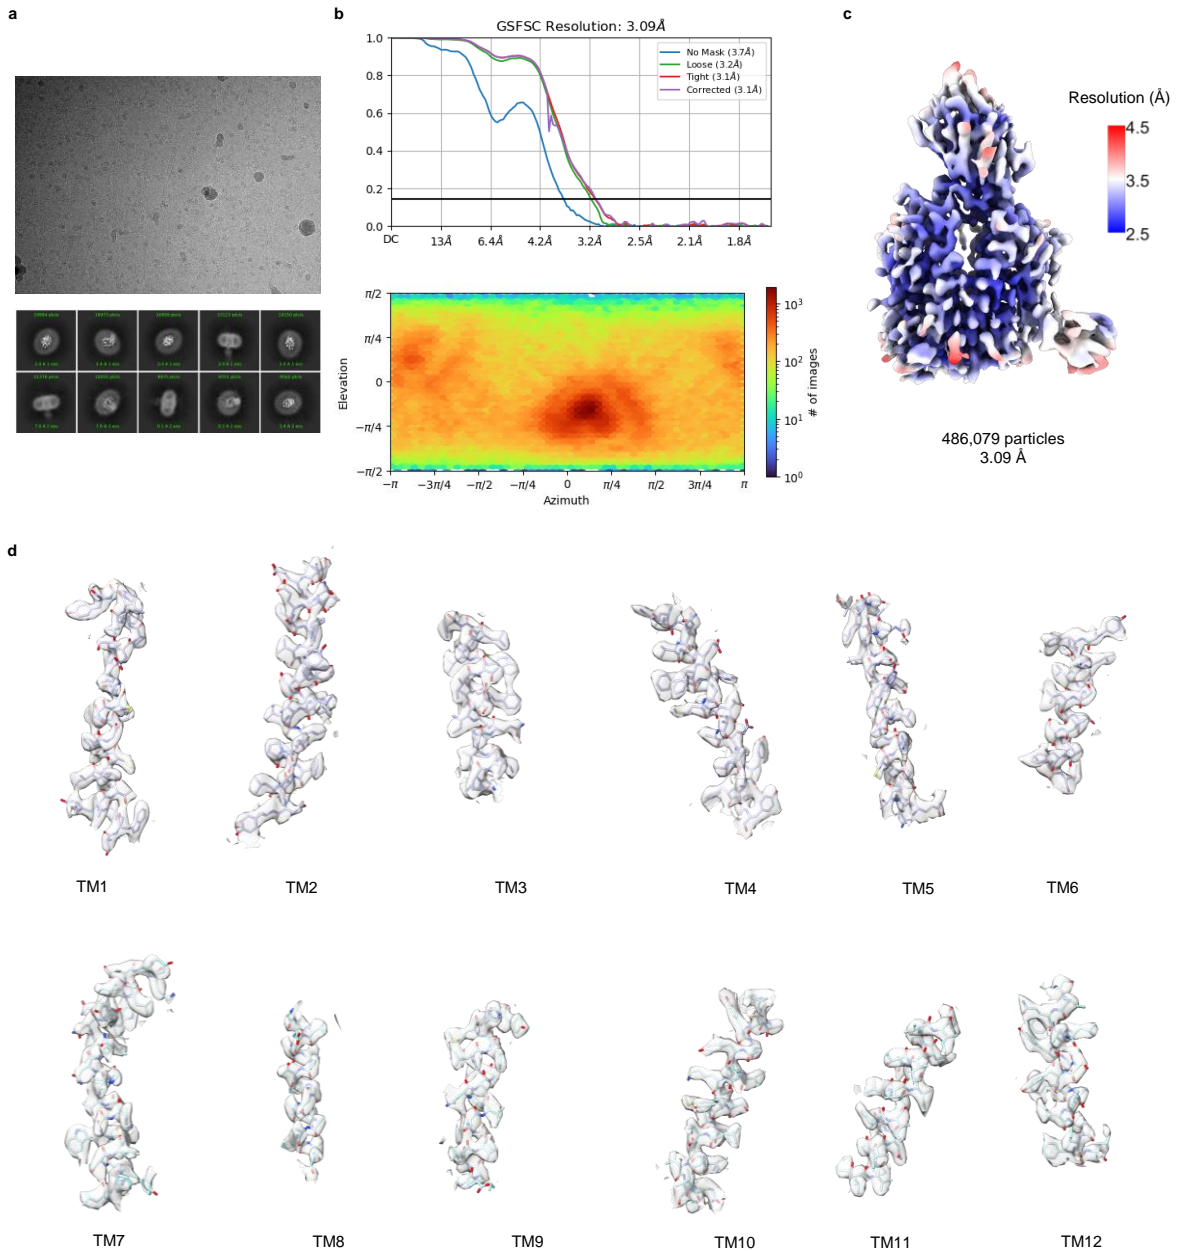 a
b
c
GSFSC Resolution: 3.09Å
1.0
0.8
0.6
0.4
0.2
0.0
No Mask (3.7Å)
Loose (3.2Å)
Tight (3.1Å)
Corrected (3.1Å)
DC
13Å
6.4Å
4.2Å
3.2Å
2.5Å
2.1Å
1.8Å
Resolution (Å)
4.5
3.5
2.5
π/2
π/4
0
−π/4
−π/2
Elevation
−π
−3π/4
−π/2
−π/4
0
π/4
π/2
3π/4
π
Azimuth
10³
10²
10¹
10⁰
# of images
486,079 particles
3.09 Å
d
TM1
TM2
TM3
TM4
TM5
TM6
TM7
TM8
TM9
TM10
TM11
TM12